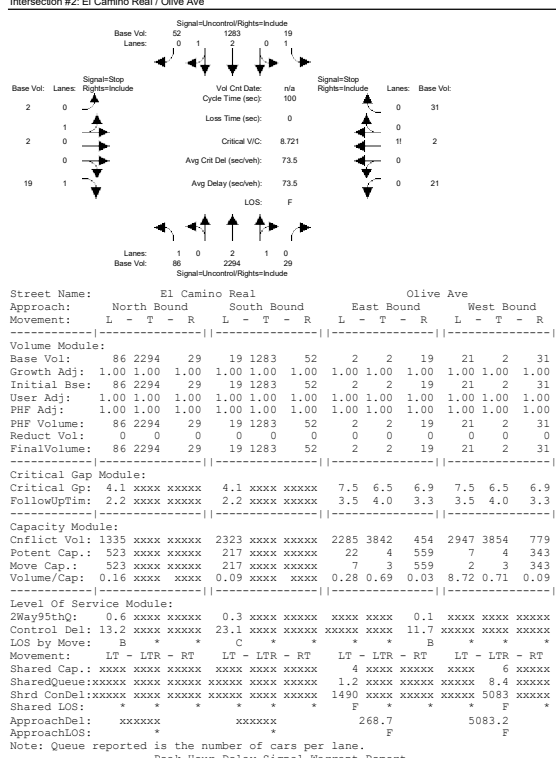 Intersection #2: El Camino Real / Olive Ave
Signal=Uncontrol/Rights=Include
Base Vol: 52 1283 19
Lanes: 0 1 2 0 1
Signal=Stop Signal=Stop
Base Vol: Lanes: Rights=Include Vol Cnt Date: n/a Rights=Include Lanes: Base Vol:
2 0 Cycle Time (sec): 100 0 31
1 Loss Time (sec): 0 0
2 0 Critical V/C: 8.721 1! 2
0 Avg Crit Del (sec/veh): 73.5 0
19 1 Avg Delay (sec/veh): 73.5 0 21
LOS: F
Lanes: 1 0 2 1 0
Base Vol: 86 2294 29
Signal=Uncontrol/Rights=Include
Street Name: El Camino Real Olive Ave
Approach: North Bound South Bound East Bound West Bound
Movement: L - T - R L - T - R L - T - R L - T - R
------------|---------------||---------------||---------------||---------------|
Volume Module:
Base Vol: 86 2294 29 19 1283 52 2 2 19 21 2 31
Growth Adj: 1.00 1.00 1.00 1.00 1.00 1.00 1.00 1.00 1.00 1.00 1.00 1.00
Initial Bse: 86 2294 29 19 1283 52 2 2 19 21 2 31
User Adj: 1.00 1.00 1.00 1.00 1.00 1.00 1.00 1.00 1.00 1.00 1.00 1.00
PHF Adj: 1.00 1.00 1.00 1.00 1.00 1.00 1.00 1.00 1.00 1.00 1.00 1.00
PHF Volume: 86 2294 29 19 1283 52 2 2 19 21 2 31
Reduct Vol: 0 0 0 0 0 0 0 0 0 0 0 0
FinalVolume: 86 2294 29 19 1283 52 2 2 19 21 2 31
------------|---------------||---------------||---------------||---------------|
Critical Gap Module:
Critical Gp: 4.1 xxxx xxxxx 4.1 xxxx xxxxx 7.5 6.5 6.9 7.5 6.5 6.9
FollowUpTim: 2.2 xxxx xxxxx 2.2 xxxx xxxxx 3.5 4.0 3.3 3.5 4.0 3.3
------------|---------------||---------------||---------------||---------------|
Capacity Module:
Cnflict Vol: 1335 xxxx xxxxx 2323 xxxx xxxxx 2285 3842 454 2947 3854 779
Potent Cap.: 523 xxxx xxxxx 217 xxxx xxxxx 22 4 559 7 4 343
Move Cap.: 523 xxxx xxxxx 217 xxxx xxxxx 7 3 559 2 3 343
Volume/Cap: 0.16 xxxx xxxx 0.09 xxxx xxxx 0.28 0.69 0.03 8.72 0.71 0.09
------------|---------------||---------------||---------------||---------------|
Level Of Service Module:
2Way95thQ: 0.6 xxxx xxxxx 0.3 xxxx xxxxx xxxx xxxx 0.1 xxxx xxxx xxxxx
Control Del: 13.2 xxxx xxxxx 23.1 xxxx xxxxx xxxxx xxxx 11.7 xxxxx xxxx xxxxx
LOS by Move: B * * C * * * * B * * *
Movement: LT - LTR - RT LT - LTR - RT LT - LTR - RT LT - LTR - RT
Shared Cap.: xxxx xxxx xxxxx xxxx xxxx xxxxx 4 xxxx xxxxx xxxx 6 xxxxx
SharedQueue:xxxxx xxxx xxxxx xxxxx xxxx xxxxx 1.2 xxxx xxxxx xxxxx 8.4 xxxxx
Shrd ConDel:xxxxx xxxx xxxxx xxxxx xxxx xxxxx 1490 xxxx xxxxx xxxxx 5083 xxxxx
Shared LOS: * * * * * * F * * * F *
ApproachDel: xxxxxx xxxxxx 268.7 5083.2
ApproachLOS: * * F F
Note: Queue reported is the number of cars per lane.
Peak Hour Delay Signal Warrant Report